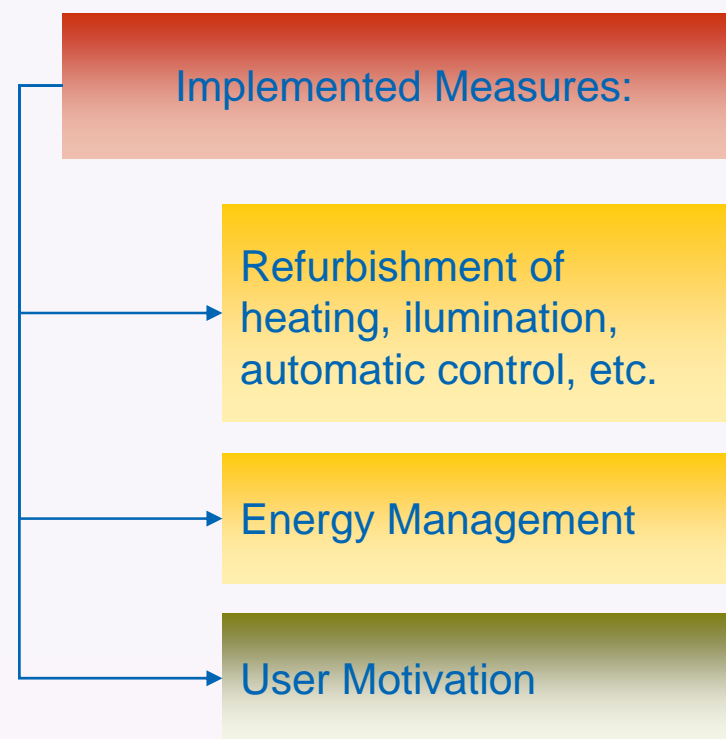 Implemented Measures:
Refurbishment of
heating, ilumination,
automatic control, etc.
Energy Management
User Motivation